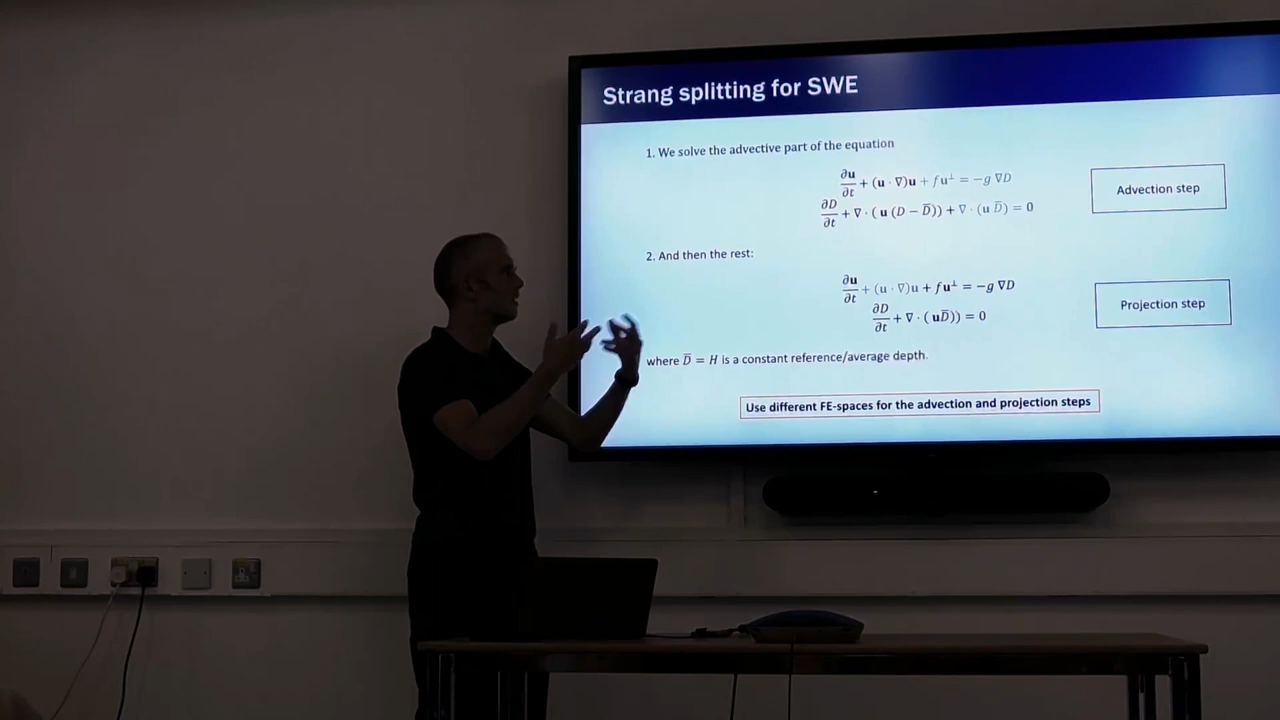 Strang splitting for SWE
1. We solve the advective part of the equation
∂u/∂t + (u · ∇)u + fu⊥ = −g ∇D
∂D/∂t + ∇ · ( u (D − D̅)) + ∇ · (u D̅) = 0
Advection step
2. And then the rest:
∂u/∂t + (u · ∇)u + fu⊥ = −g ∇D
∂D/∂t + ∇ · ( uD̅)) = 0
Projection step
where D̅ = H is a constant reference/average depth.
Use different FE-spaces for the advection and projection steps